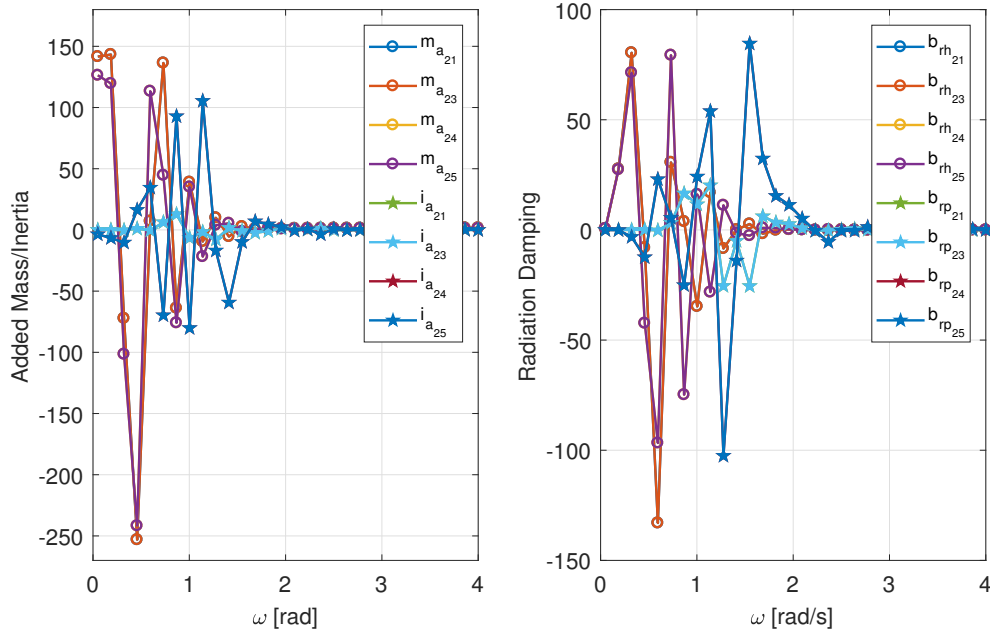 Added Mass/Inertia
150
100
50
0
-50
-100
-150
-200
-250
0 1 2 3 4
ω [rad]
m_a_21
m_a_23
m_a_24
m_a_25
i_a_21
i_a_23
i_a_24
i_a_25
Radiation Damping
100
50
0
-50
-100
-150
0 1 2 3 4
ω [rad/s]
b_rh_21
b_rh_23
b_rh_24
b_rh_25
b_rp_21
b_rp_23
b_rp_24
b_rp_25